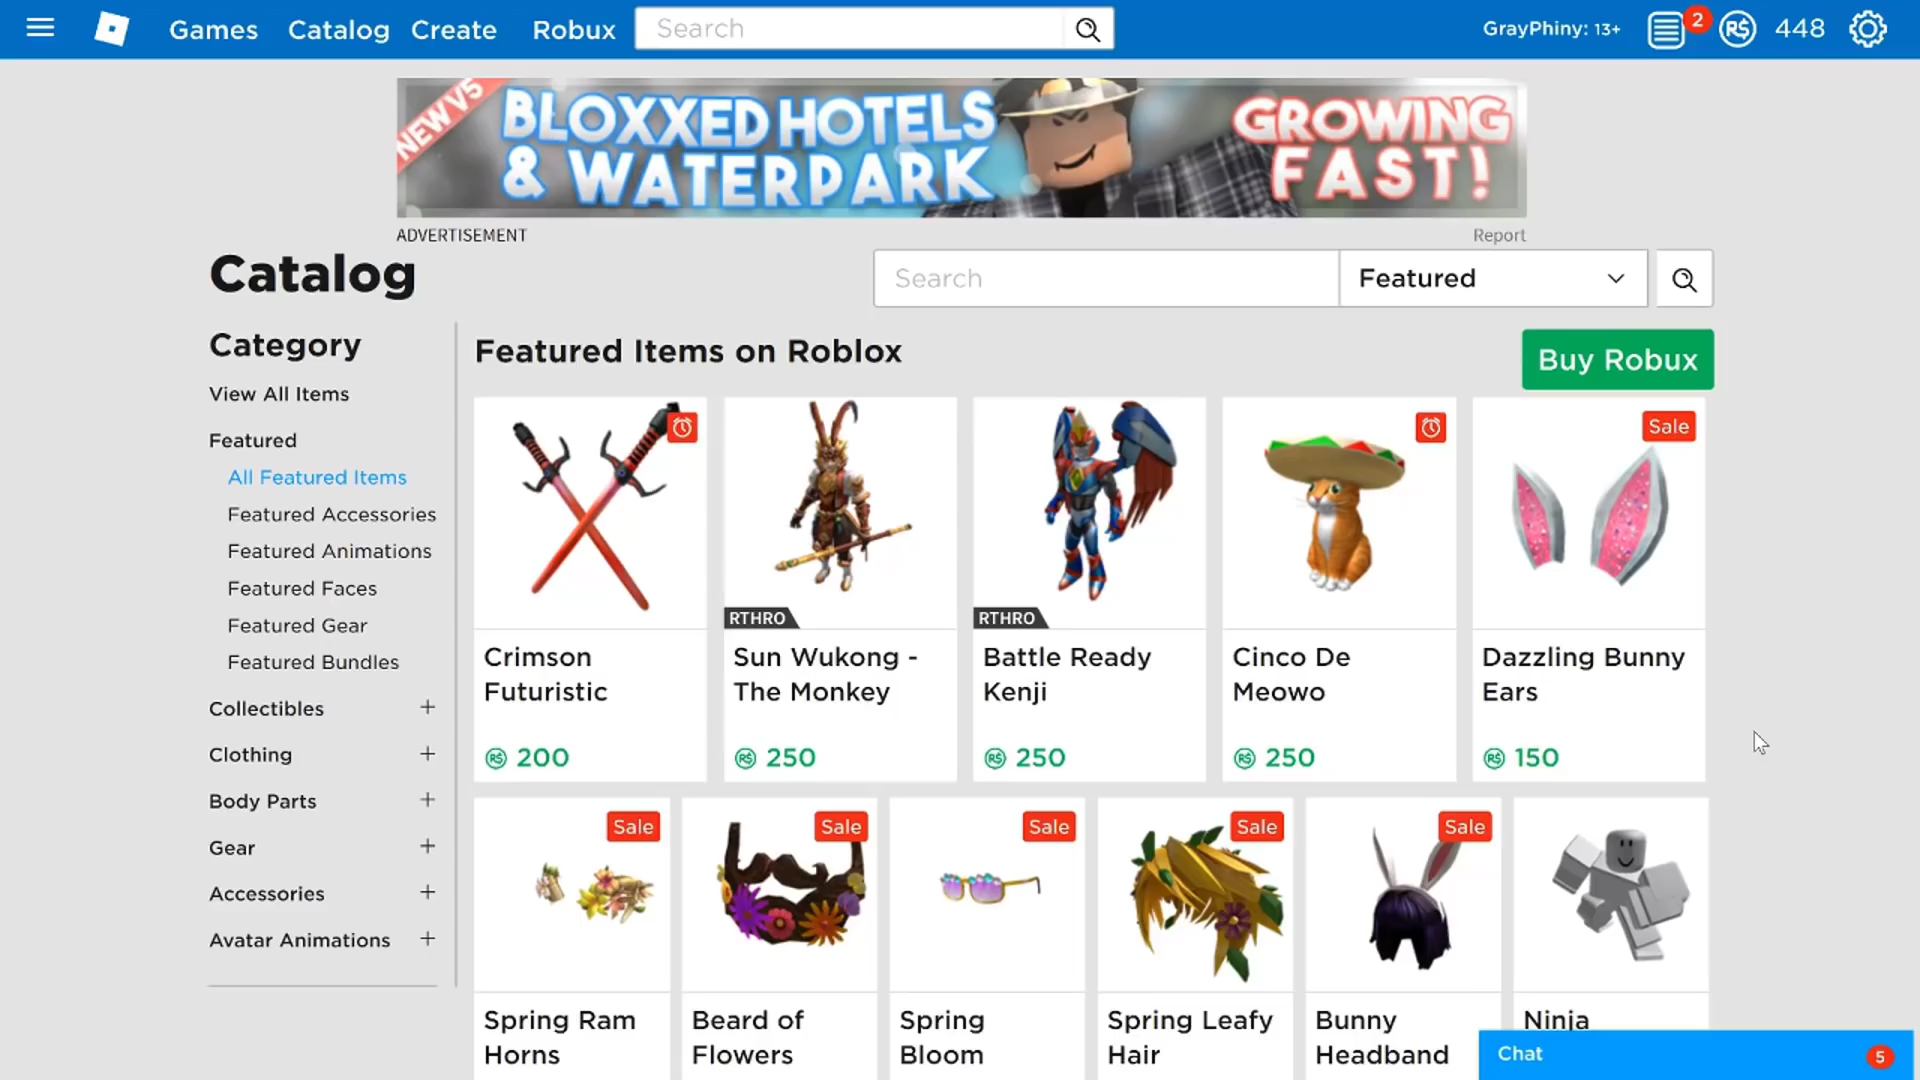 Games Catalog Create Robux Search GrayPhiny: 13+ 2 448
NEW V5
BLOXXED HOTELS
& WATERPARK
GROWING
FAST!
ADVERTISEMENT Report
Catalog
Search Featured
Category
View All Items
Featured
All Featured Items
Featured Accessories
Featured Animations
Featured Faces
Featured Gear
Featured Bundles
Collectibles +
Clothing +
Body Parts +
Gear +
Accessories +
Avatar Animations +
Featured Items on Roblox
Buy Robux
Crimson
Futuristic
R$ 200
RTHRO
Sun Wukong -
The Monkey
R$ 250
RTHRO
Battle Ready
Kenji
R$ 250
Cinco De
Meowo
R$ 250
Sale
Dazzling Bunny
Ears
R$ 150
Sale
Spring Ram
Horns
Sale
Beard of
Flowers
Sale
Spring
Bloom
Sale
Spring Leafy
Hair
Sale
Bunny
Headband
Ninja
Chat 5